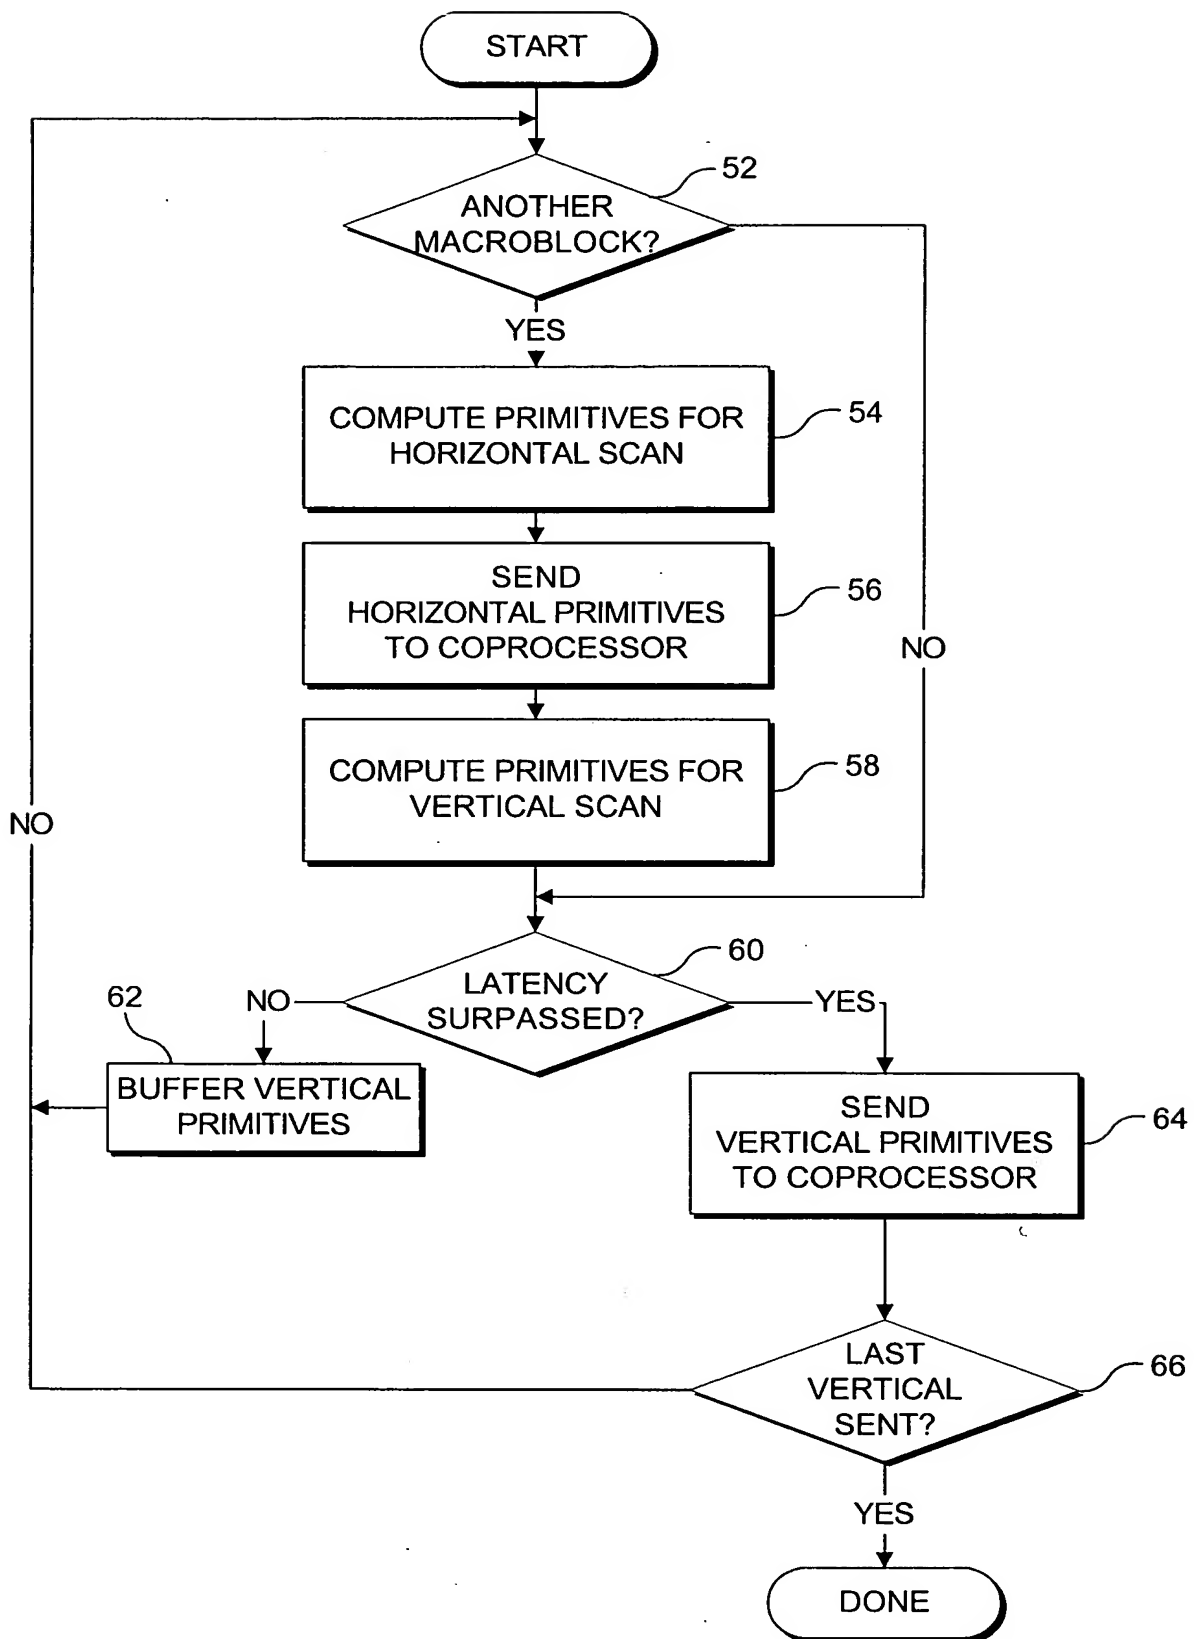 START
52
ANOTHER
MACROBLOCK?
YES
COMPUTE PRIMITIVES FOR
HORIZONTAL SCAN
54
SEND
HORIZONTAL PRIMITIVES
TO COPROCESSOR
56
NO
COMPUTE PRIMITIVES FOR
VERTICAL SCAN
58
NO
60
LATENCY
SURPASSED?
NO
YES
62
BUFFER VERTICAL
PRIMITIVES
SEND
VERTICAL PRIMITIVES
TO COPROCESSOR
64
LAST
VERTICAL
SENT?
66
YES
DONE